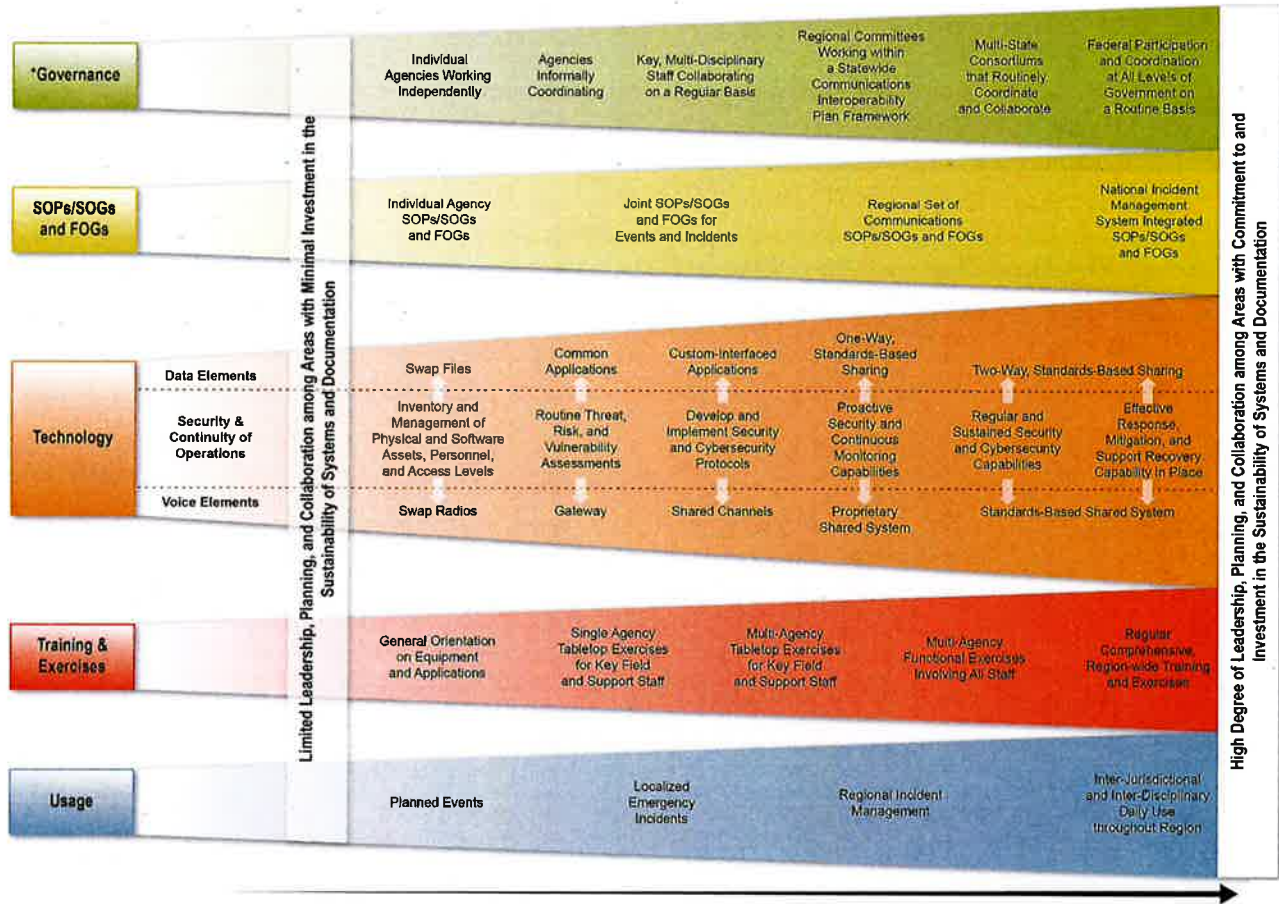 *Governance
Individual
Agencies Working
Independently
Agencies
Informally
Coordinating
Key, Multi-Disciplinary
Staff Collaborating
on a Regular Basis
Regional Committees
Working within
a Statewide
Communications
Interoperability
Plan Framework
Multi-State
Consortiums
that Routinely
Coordinate
and Collaborate
Federal Participation
and Coordination
at All Levels of
Government on
a Routine Basis
SOPs/SOGs
and FOGs
Individual Agency
SOPs/SOGs
and FOGs
Joint SOPs/SOGs
and FOGs for
Events and Incidents
Regional Set of
Communications
SOPs/SOGs and FOGs
National Incident
Management
System Integrated
SOPs/SOGs
and FOGs
Technology
Data Elements
Swap Files
Common
Applications
Custom-Interfaced
Applications
One-Way,
Standards-Based
Sharing
Two-Way, Standards-Based Sharing
Security &
Continuity of
Operations
Inventory and
Management of
Physical and Software
Assets, Personnel,
and Access Levels
Routine Threat,
Risk, and
Vulnerability
Assessments
Develop and
Implement Security
and Cybersecurity
Protocols
Proactive
Security and
Continuous
Monitoring
Capabilities
Regular and
Sustained Security
and Cybersecurity
Capabilities
Effective
Response,
Mitigation, and
Support Recovery
Capability in Place
Voice Elements
Swap Radios
Gateway
Shared Channels
Proprietary
Shared System
Standards-Based Shared System
Training &
Exercises
General Orientation
on Equipment
and Applications
Single Agency
Tabletop Exercises
for Key Field
and Support Staff
Multi-Agency
Tabletop Exercises
for Key Field
and Support Staff
Multi-Agency
Functional Exercises
Involving All Staff
Regular
Comprehensive,
Region-wide Training
and Exercises
Usage
Planned Events
Localized
Emergency
Incidents
Regional Incident
Management
Inter-Jurisdictional
and Inter-Disciplinary
Daily Use
throughout Region
Limited Leadership, Planning, and Collaboration among Areas with Minimal Investment in the
Sustainability of Systems and Documentation
High Degree of Leadership, Planning, and Collaboration among Areas with Commitment to and
Investment in the Sustainability of Systems and Documentation